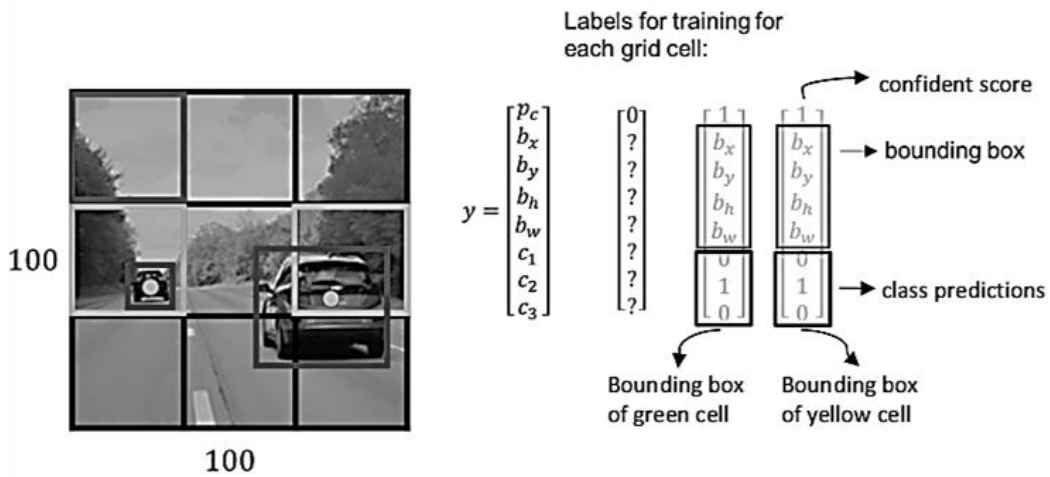 Labels for training for
each grid cell:
confident score
bounding box
class predictions
y =
p_c
b_x
b_y
b_h
b_w
c_1
c_2
c_3
0
?
?
?
?
?
?
?
1
b_x
b_y
b_h
b_w
0
1
0
1
b_x
b_y
b_h
b_w
0
1
0
Bounding box
of green cell
Bounding box
of yellow cell
100
100